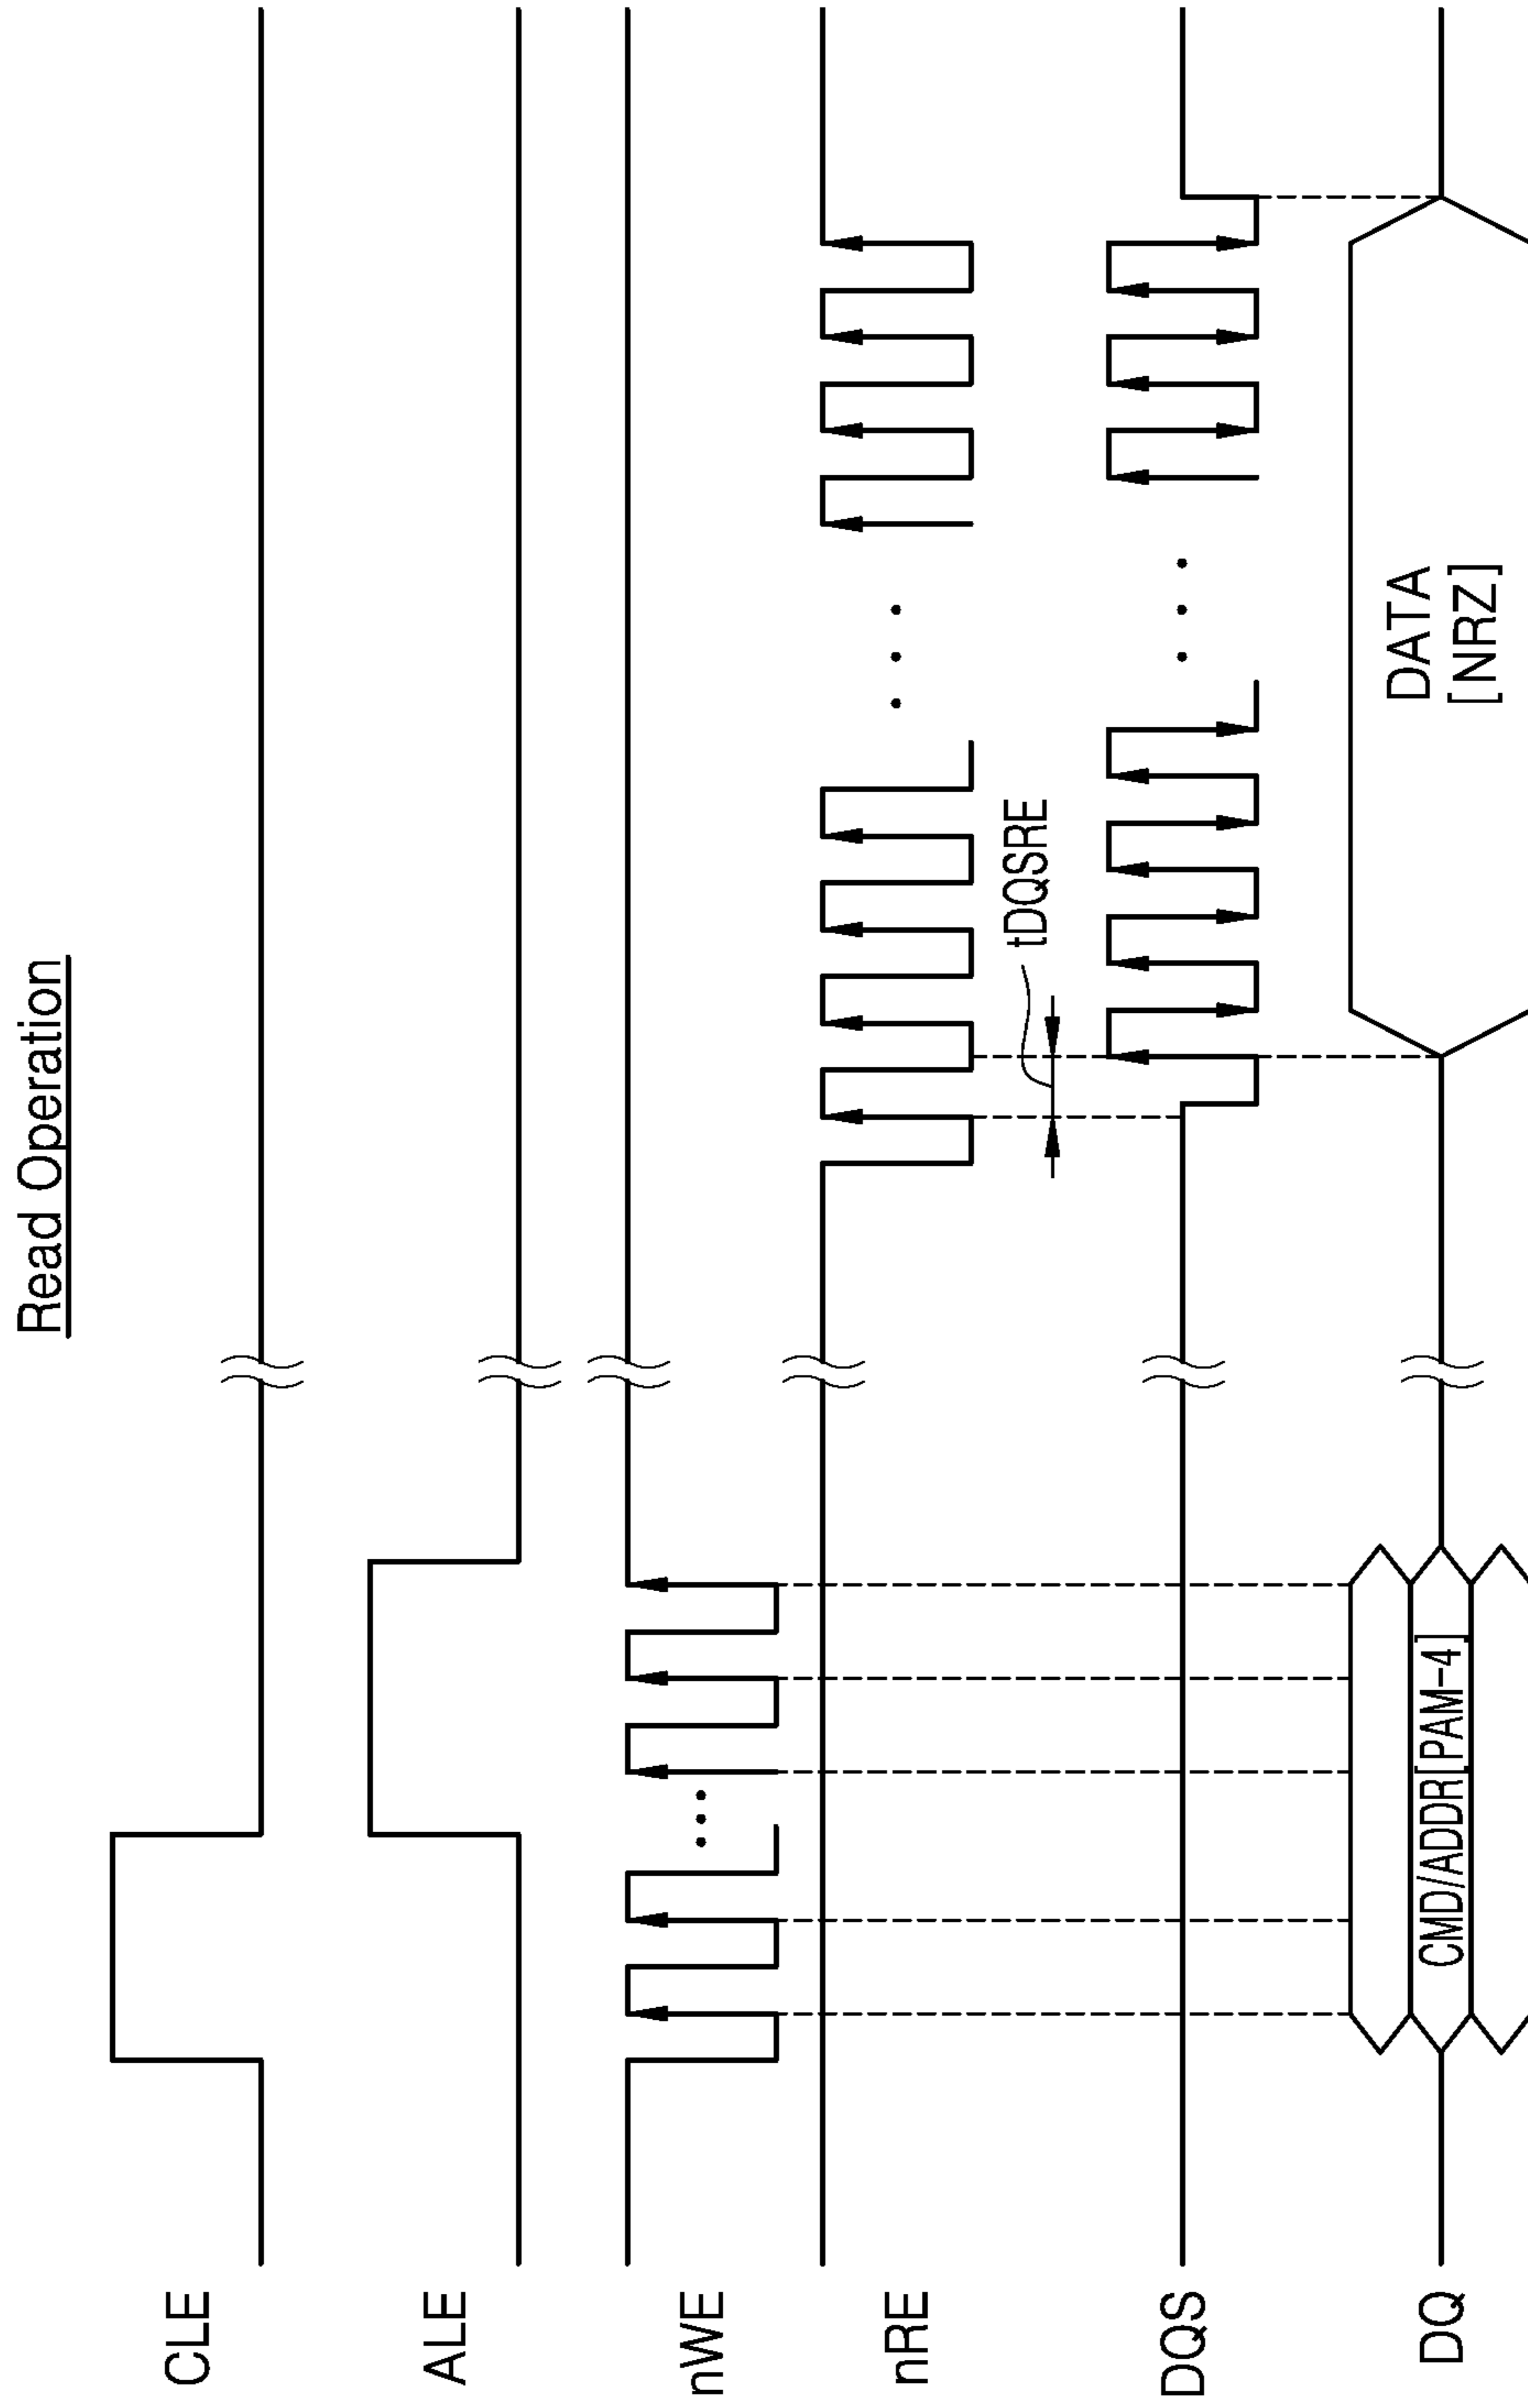 Read Operation
CLE
ALE
nWE
nRE
tDQSRE
DQS
DQ
CMD/ADDR[PAM-4]
DATA
[NRZ]